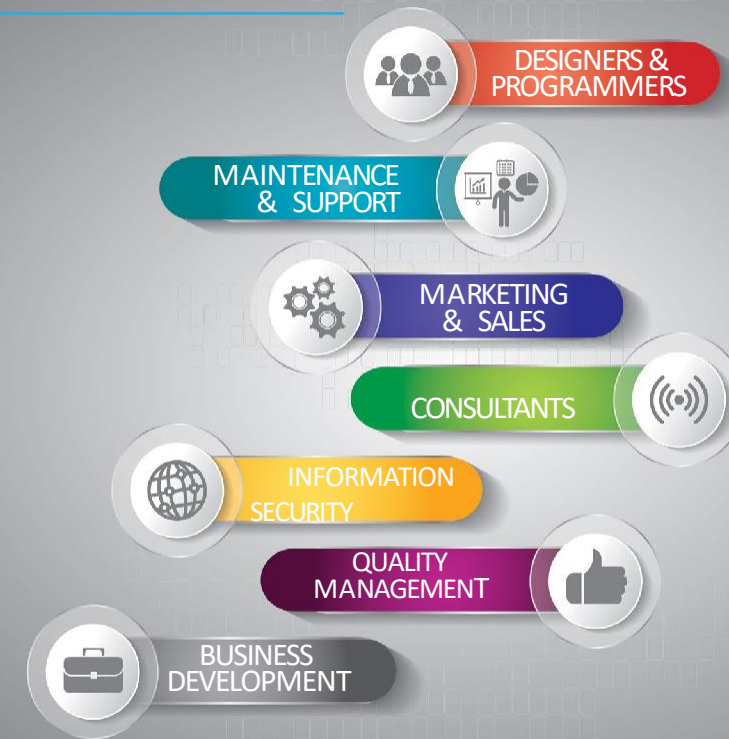 DESIGNERS &
PROGRAMMERS
MAINTENANCE
& SUPPORT
MARKETING
& SALES
CONSULTANTS
INFORMATION
SECURITY
QUALITY
MANAGEMENT
BUSINESS
DEVELOPMENT